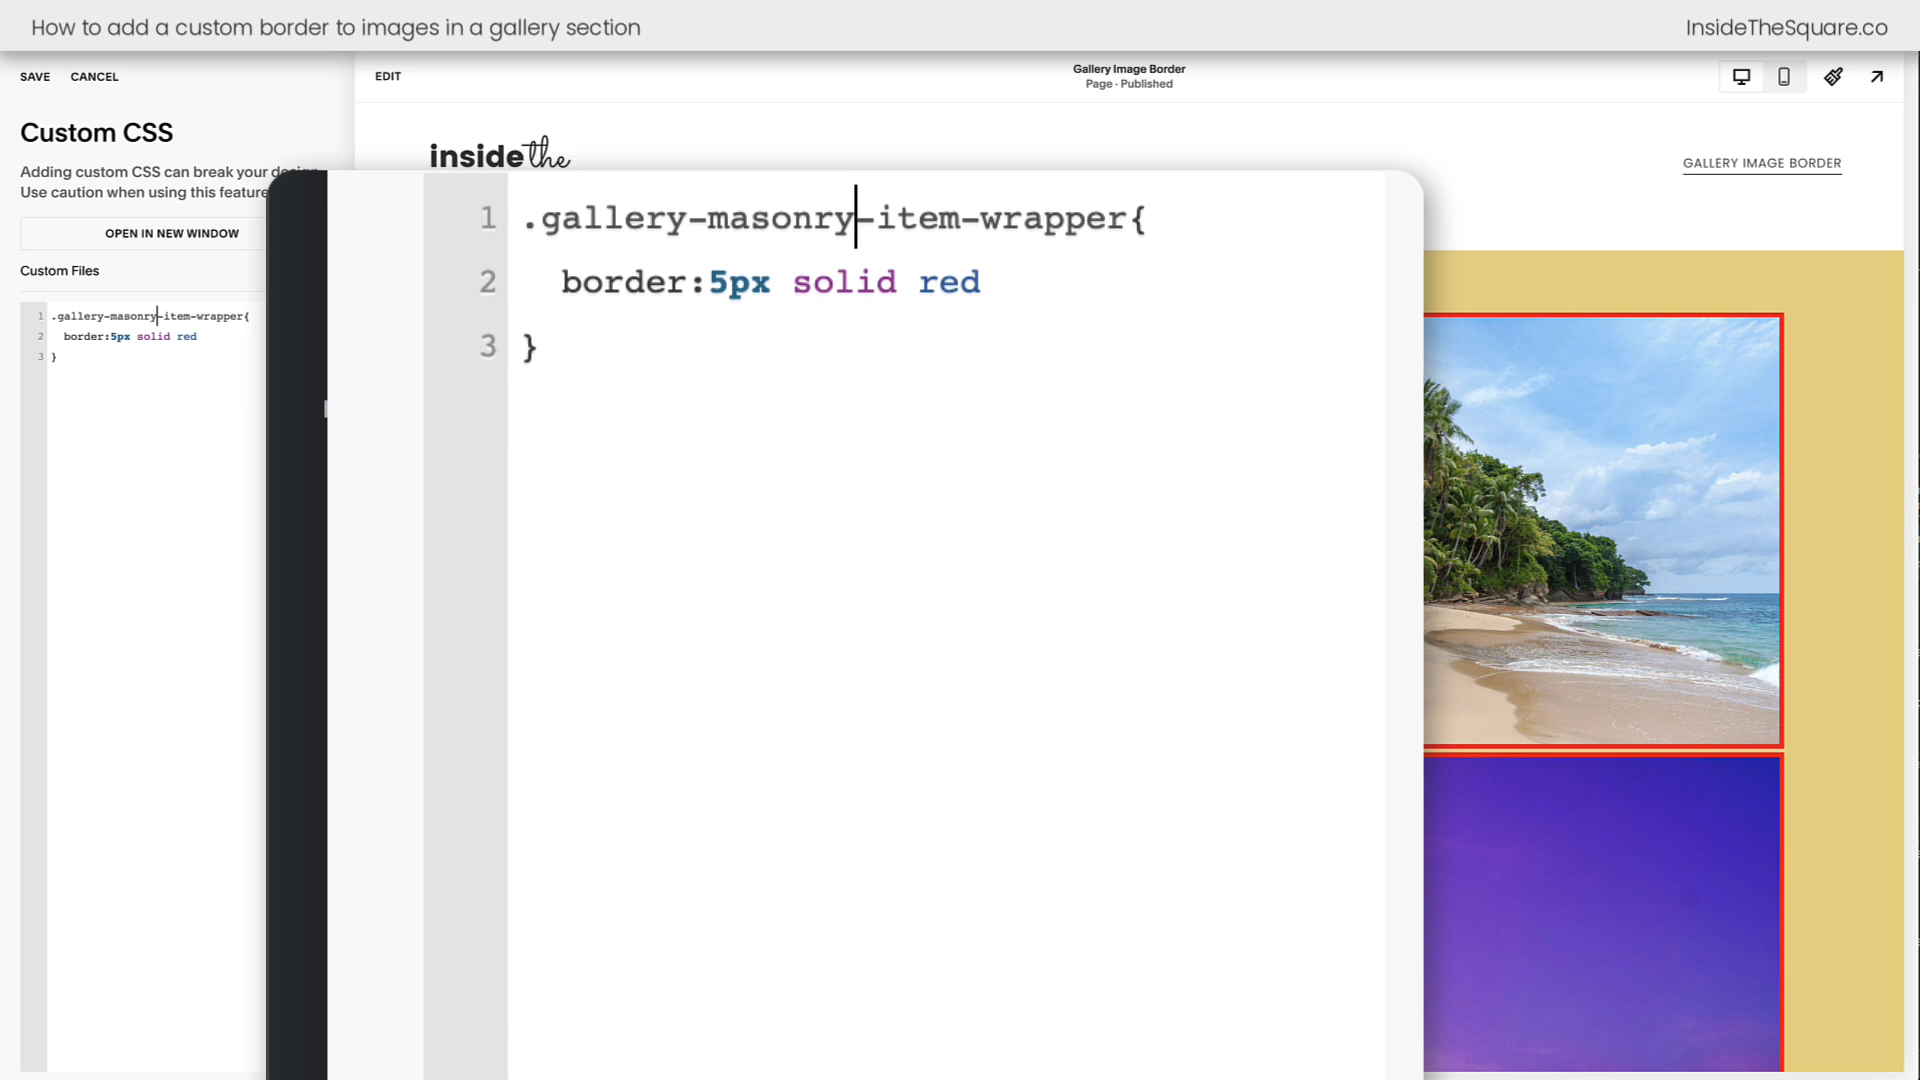 How to add a custom border to images in a gallery section
InsideTheSquare.co
SAVE CANCEL
EDIT
Gallery Image Border
Page · Published
Custom CSS
Adding custom CSS can break your design.
Use caution when using this feature
OPEN IN NEW WINDOW
Custom Files
1 .gallery-masonry-item-wrapper{
2 border:5px solid red
3 }
inside the
GALLERY IMAGE BORDER
1 .gallery-masonry-item-wrapper{
2 border:5px solid red
3 }